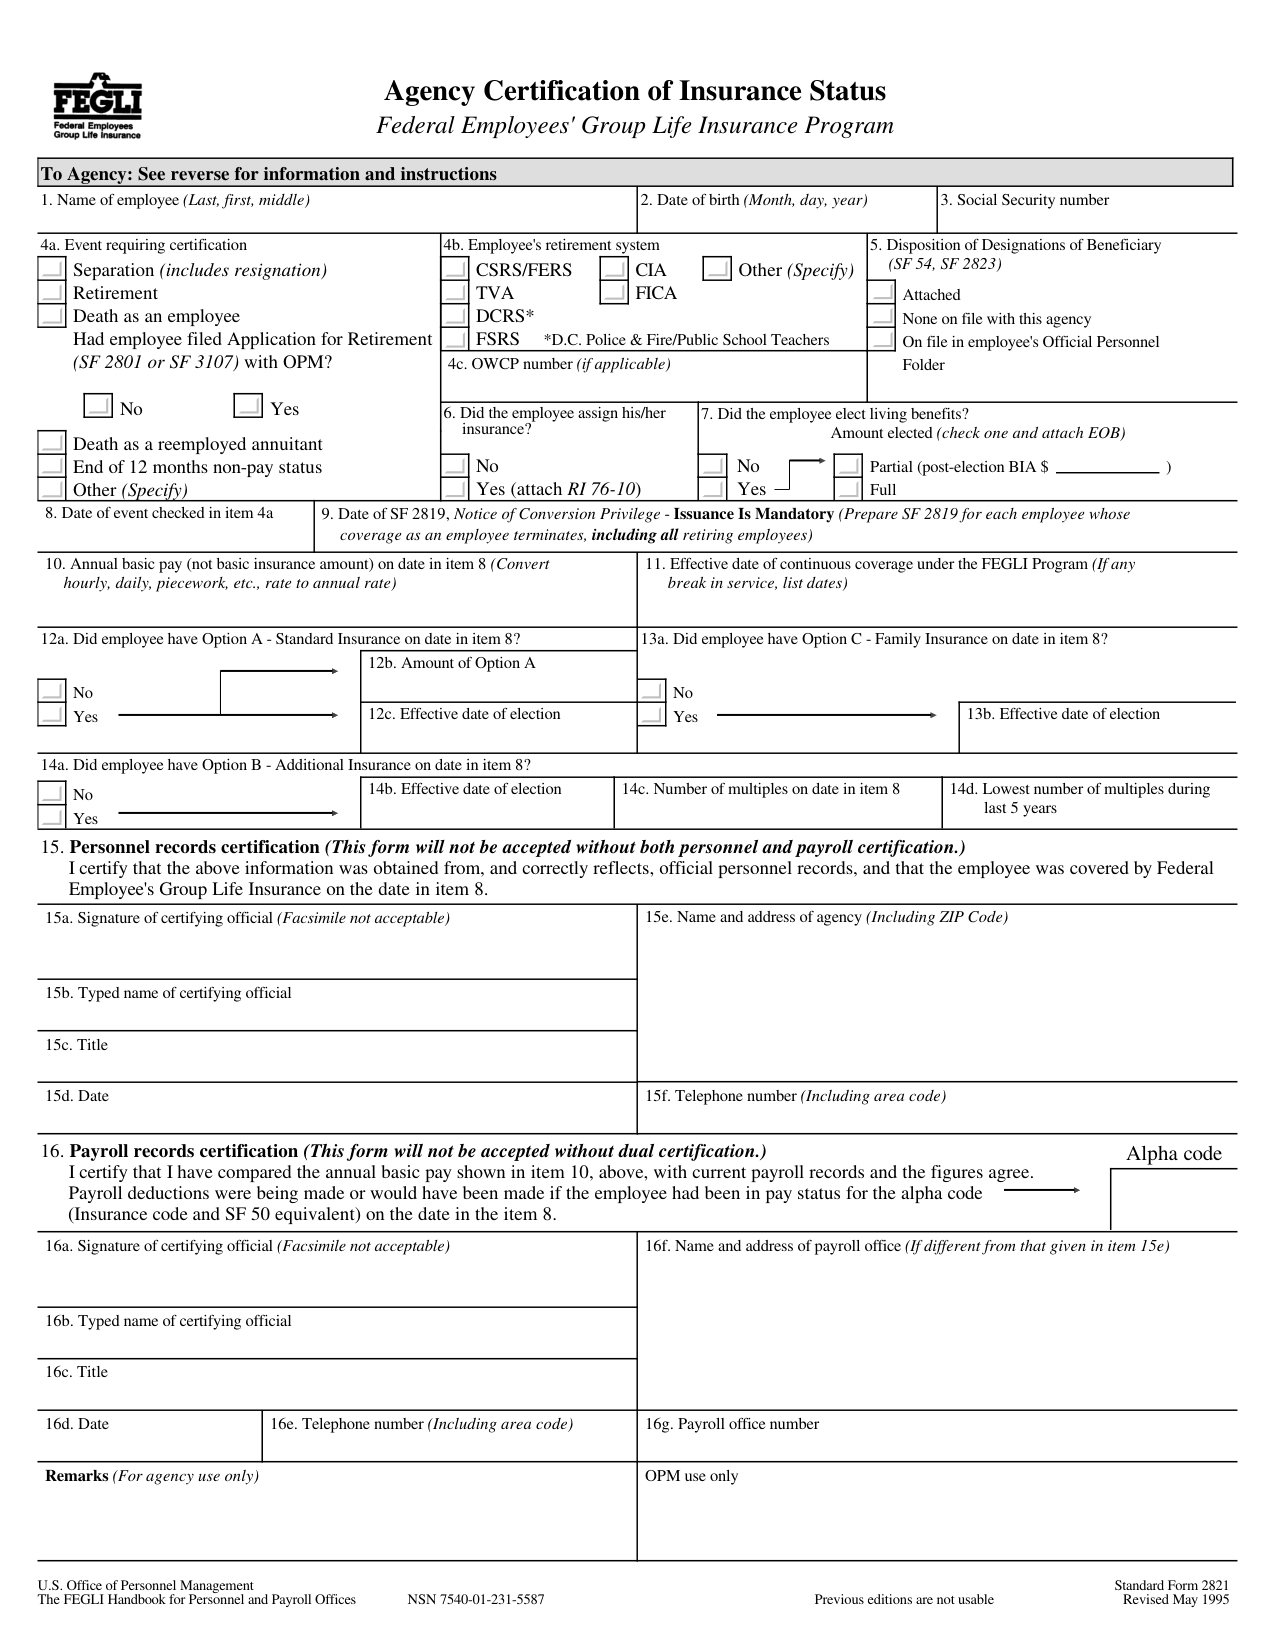 FEGLI
Federal Employees
Group Life Insurance
Agency Certification of Insurance Status
Federal Employees' Group Life Insurance Program
To Agency: See reverse for information and instructions
1. Name of employee (Last, first, middle)
2. Date of birth (Month, day, year)
3. Social Security number
4a. Event requiring certification
Separation (includes resignation)
Retirement
Death as an employee
Had employee filed Application for Retirement
(SF 2801 or SF 3107) with OPM?
No Yes
Death as a reemployed annuitant
End of 12 months non-pay status
Other (Specify)
4b. Employee's retirement system
CSRS/FERS CIA Other (Specify)
TVA FICA
DCRS*
FSRS *D.C. Police & Fire/Public School Teachers
4c. OWCP number (if applicable)
5. Disposition of Designations of Beneficiary
(SF 54, SF 2823)
Attached
None on file with this agency
On file in employee's Official Personnel
Folder
6. Did the employee assign his/her
insurance?
No
Yes (attach RI 76-10)
7. Did the employee elect living benefits?
Amount elected (check one and attach EOB)
No Partial (post-election BIA $ )
Yes Full
8. Date of event checked in item 4a
9. Date of SF 2819, Notice of Conversion Privilege - Issuance Is Mandatory (Prepare SF 2819 for each employee whose
coverage as an employee terminates, including all retiring employees)
10. Annual basic pay (not basic insurance amount) on date in item 8 (Convert
hourly, daily, piecework, etc., rate to annual rate)
11. Effective date of continuous coverage under the FEGLI Program (If any
break in service, list dates)
12a. Did employee have Option A - Standard Insurance on date in item 8?
No
Yes
12b. Amount of Option A
12c. Effective date of election
13a. Did employee have Option C - Family Insurance on date in item 8?
No
Yes
13b. Effective date of election
14a. Did employee have Option B - Additional Insurance on date in item 8?
No
Yes
14b. Effective date of election
14c. Number of multiples on date in item 8
14d. Lowest number of multiples during
last 5 years
15. Personnel records certification (This form will not be accepted without both personnel and payroll certification.)
I certify that the above information was obtained from, and correctly reflects, official personnel records, and that the employee was covered by Federal
Employee's Group Life Insurance on the date in item 8.
15a. Signature of certifying official (Facsimile not acceptable)
15b. Typed name of certifying official
15c. Title
15d. Date
15e. Name and address of agency (Including ZIP Code)
15f. Telephone number (Including area code)
16. Payroll records certification (This form will not be accepted without dual certification.)
I certify that I have compared the annual basic pay shown in item 10, above, with current payroll records and the figures agree.
Payroll deductions were being made or would have been made if the employee had been in pay status for the alpha code
(Insurance code and SF 50 equivalent) on the date in the item 8.
Alpha code
16a. Signature of certifying official (Facsimile not acceptable)
16b. Typed name of certifying official
16c. Title
16d. Date
16e. Telephone number (Including area code)
16f. Name and address of payroll office (If different from that given in item 15e)
16g. Payroll office number
Remarks (For agency use only)
OPM use only
U.S. Office of Personnel Management
The FEGLI Handbook for Personnel and Payroll Offices
NSN 7540-01-231-5587
Previous editions are not usable
Standard Form 2821
Revised May 1995